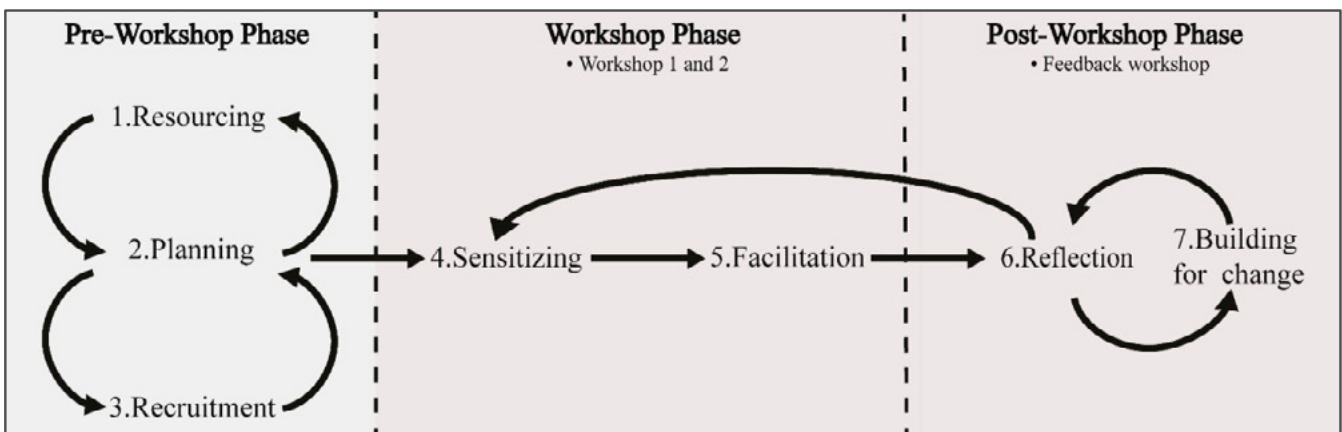 Pre-Workshop Phase
1.Resourcing
2.Planning
3.Recruitment
Workshop Phase
• Workshop 1 and 2
4.Sensitizing
5.Facilitation
Post-Workshop Phase
• Feedback workshop
6.Reflection
7.Building
for change